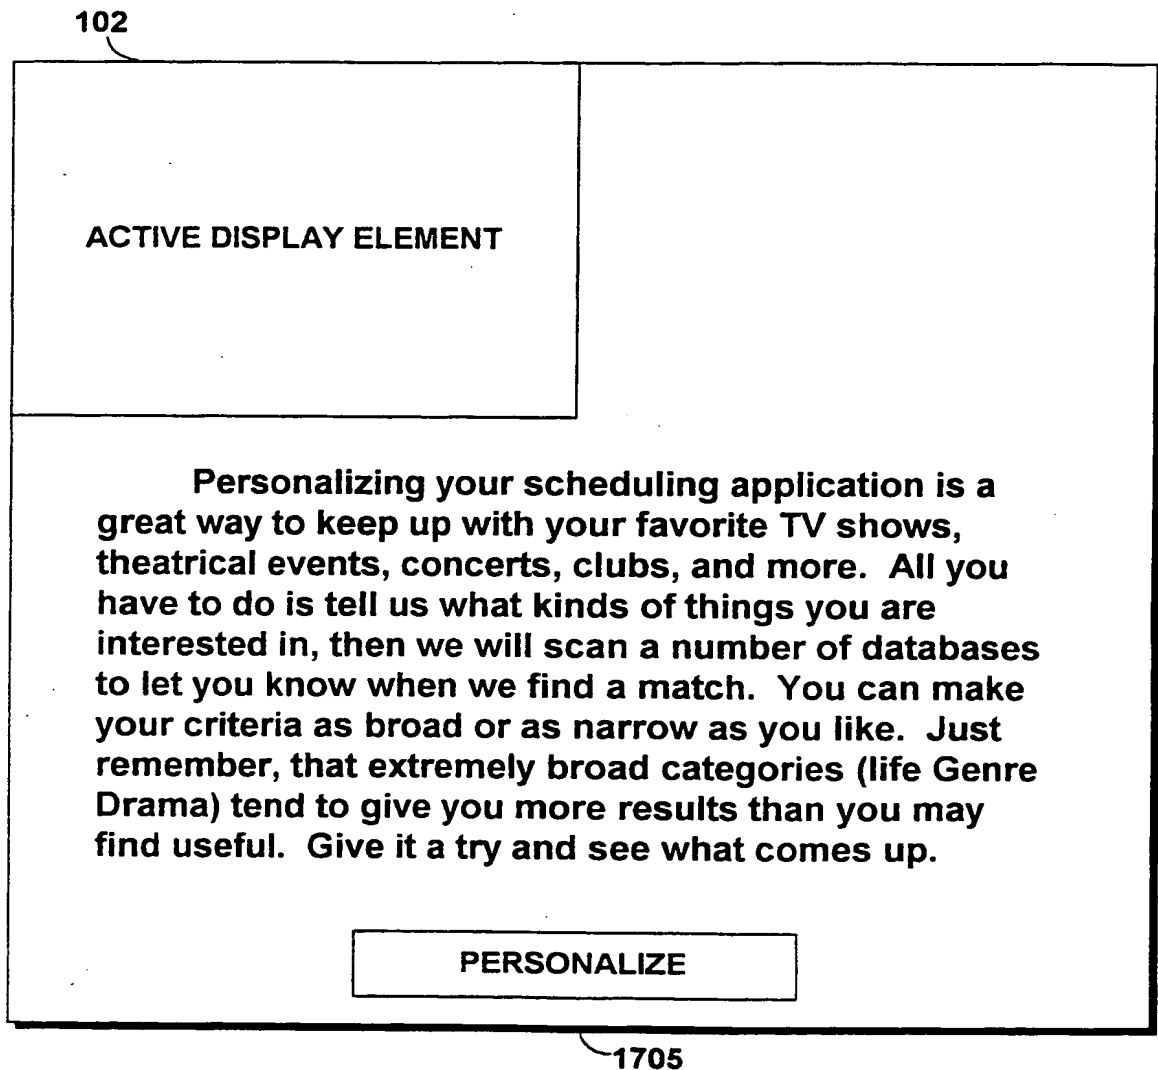 102
ACTIVE DISPLAY ELEMENT
Personalizing your scheduling application is a
great way to keep up with your favorite TV shows,
theatrical events, concerts, clubs, and more.  All you
have to do is tell us what kinds of things you are
interested in, then we will scan a number of databases
to let you know when we find a match.  You can make
your criteria as broad or as narrow as you like.  Just
remember, that extremely broad categories (life Genre
Drama) tend to give you more results than you may
find useful.  Give it a try and see what comes up.
PERSONALIZE
1705